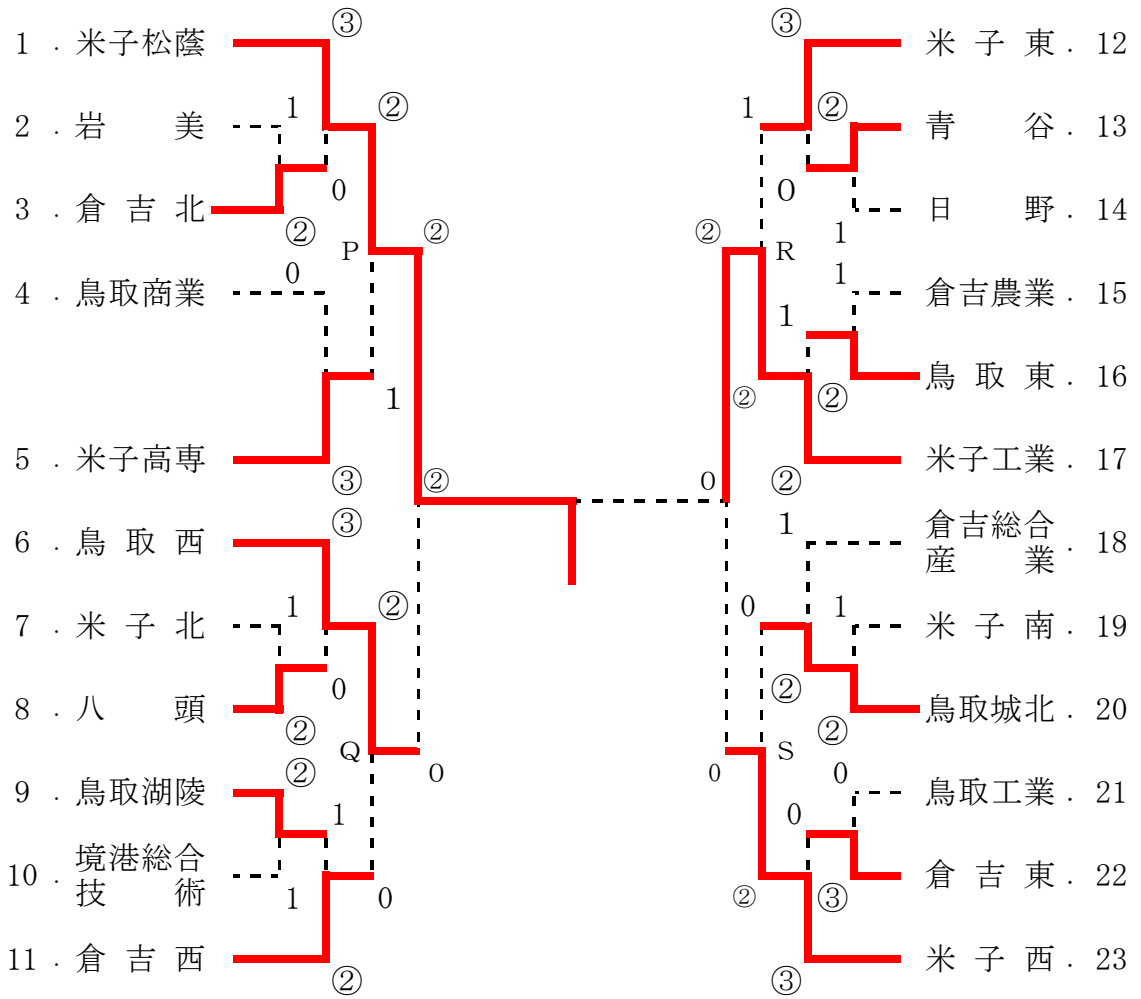 ③
1 . 米子松蔭
1
②
2 . 岩 美
0
3 . 倉 吉 北
②
P
②
0
4 . 鳥取商業
1
5 . 米子高専
③
②
③
6 . 鳥 取 西
1
②
7 . 米 子 北
0
8 . 八 頭
②
Q
②
0
9 . 鳥取湖陵
1
境港総合
10 .
技 術
1
0
11 . 倉 吉 西
②
③
米 子 東 . 12
1
②
青 谷 . 13
0
日 野 . 14
②
R
1
1
倉吉農業 . 15
1
鳥 取 東 . 16
②
②
米子工業 . 17
0
②
1
倉吉総合
. 18
産 業
0
1
米 子 南 . 19
②
②
鳥取城北 . 20
S
0
0
鳥取工業 . 21
0
倉 吉 東 . 22
②
③
米 子 西 . 23
③